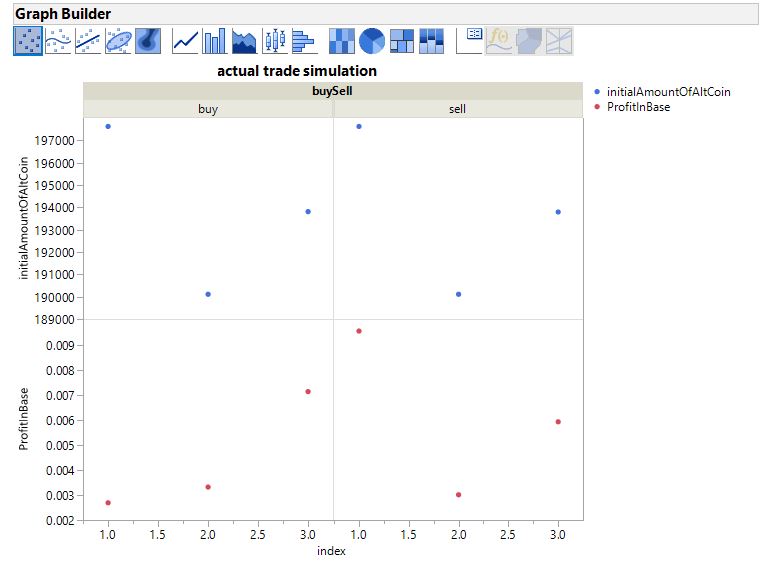 Graph Builder
actual trade simulation
buySell
buy sell
initialAmountOfAltCoin
ProfitInBase
initialAmountOfAltCoin
197000
196000
195000
194000
193000
192000
191000
190000
189000
ProfitInBase
0.009
0.008
0.007
0.006
0.005
0.004
0.003
0.002
1.0 1.5 2.0 2.5 3.0 1.0 1.5 2.0 2.5 3.0
index